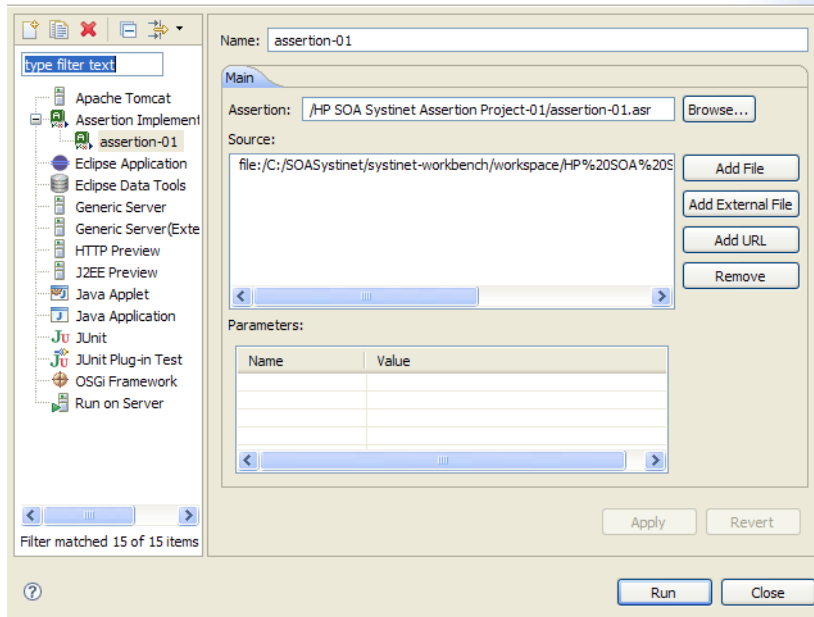 type filter text
Apache Tomcat
Assertion Implement
assertion-01
Eclipse Application
Eclipse Data Tools
Generic Server
Generic Server(Exte
HTTP Preview
J2EE Preview
Java Applet
Java Application
JUnit
JUnit Plug-in Test
OSGi Framework
Run on Server
Filter matched 15 of 15 items
Name: assertion-01
Main
Assertion: /HP SOA Systinet Assertion Project-01/assertion-01.asr Browse...
Source:
file:/C:/SOASystinet/systinet-workbench/workspace/HP%20SOA%20S
Add File
Add External File
Add URL
Remove
Parameters:
Name Value
Apply Revert
Run Close